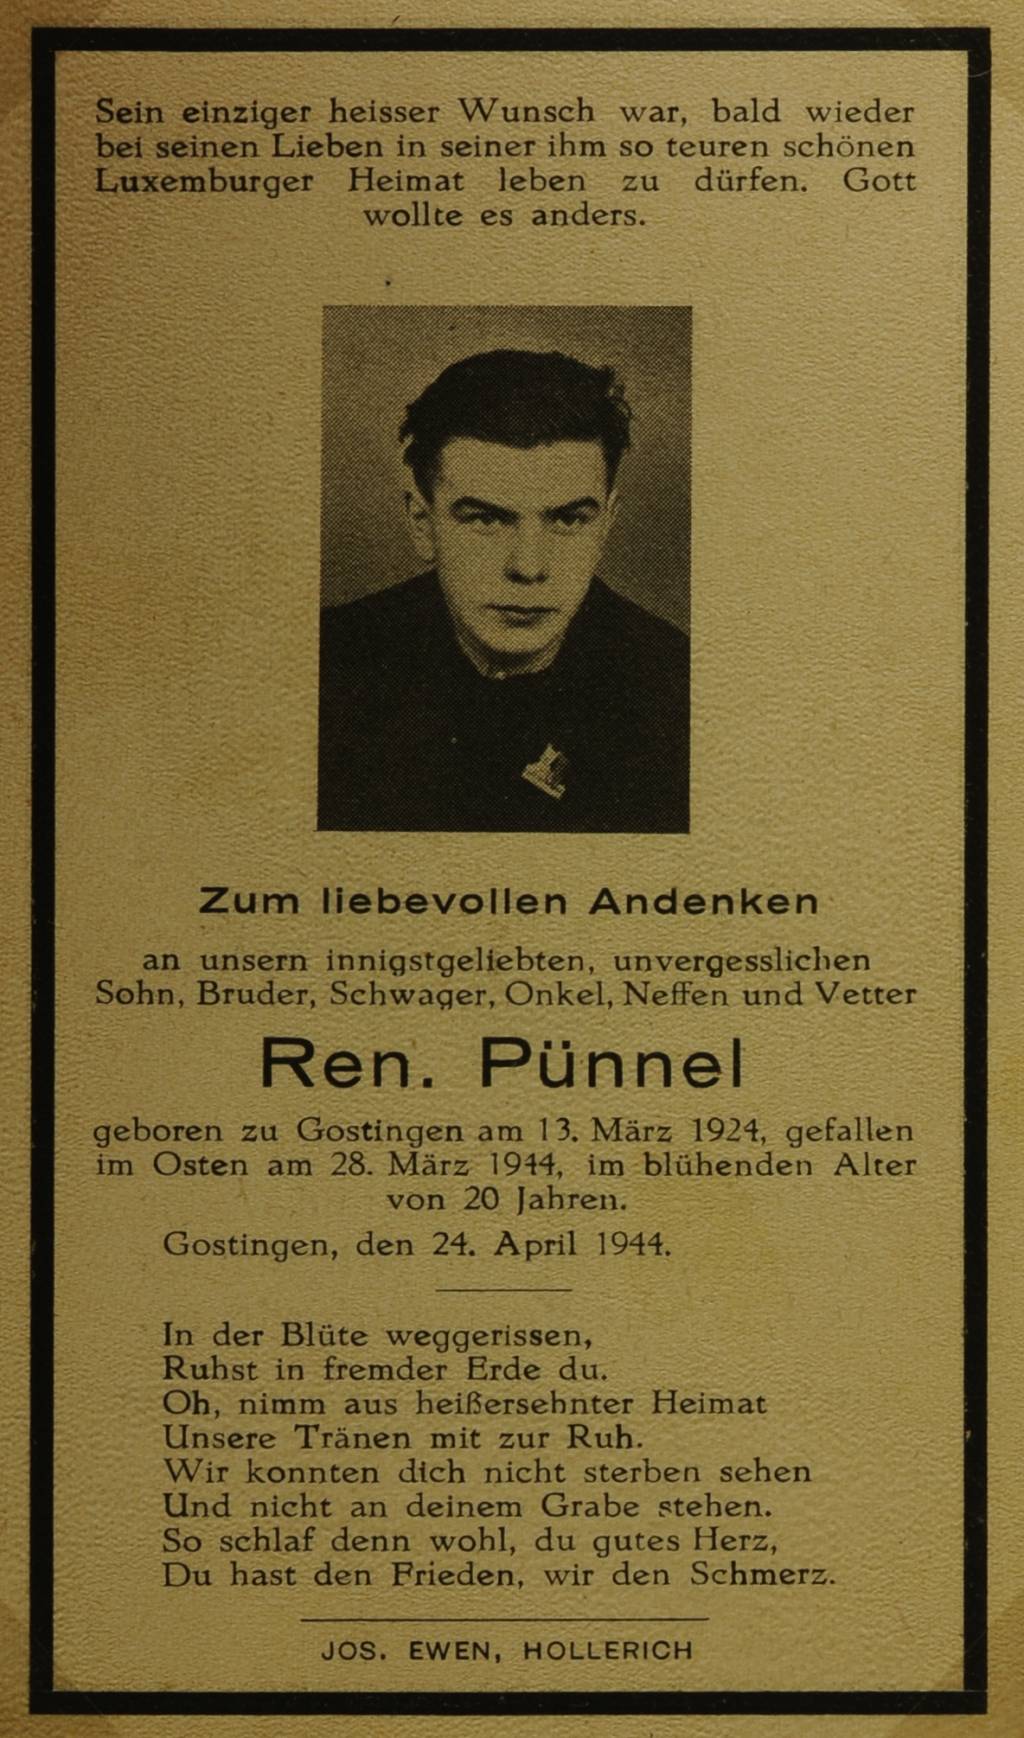 Sein einziger heisser Wunsch war, bald wieder
bei seinen Lieben in seiner ihm so teuren schönen
Luxemburger Heimat leben zu dürfen. Gott
wollte es anders.
Zum liebevollen Andenken
an unsern innigstgeliebten, unvergesslichen
Sohn, Bruder, Schwager, Onkel, Neffen und Vetter
Ren. Pünnel
geboren zu Gostingen am 13. März 1924, gefallen
im Osten am 28. März 1944, im blühenden Alter
von 20 Jahren.
Gostingen, den 24. April 1944.
In der Blüte weggerissen,
Ruhst in fremder Erde du.
Oh, nimm aus heißersehnter Heimat
Unsere Tränen mit zur Ruh.
Wir konnten dich nicht sterben sehen
Und nicht an deinem Grabe stehen.
So schlaf denn wohl, du gutes Herz,
Du hast den Frieden, wir den Schmerz.
JOS. EWEN, HOLLERICH